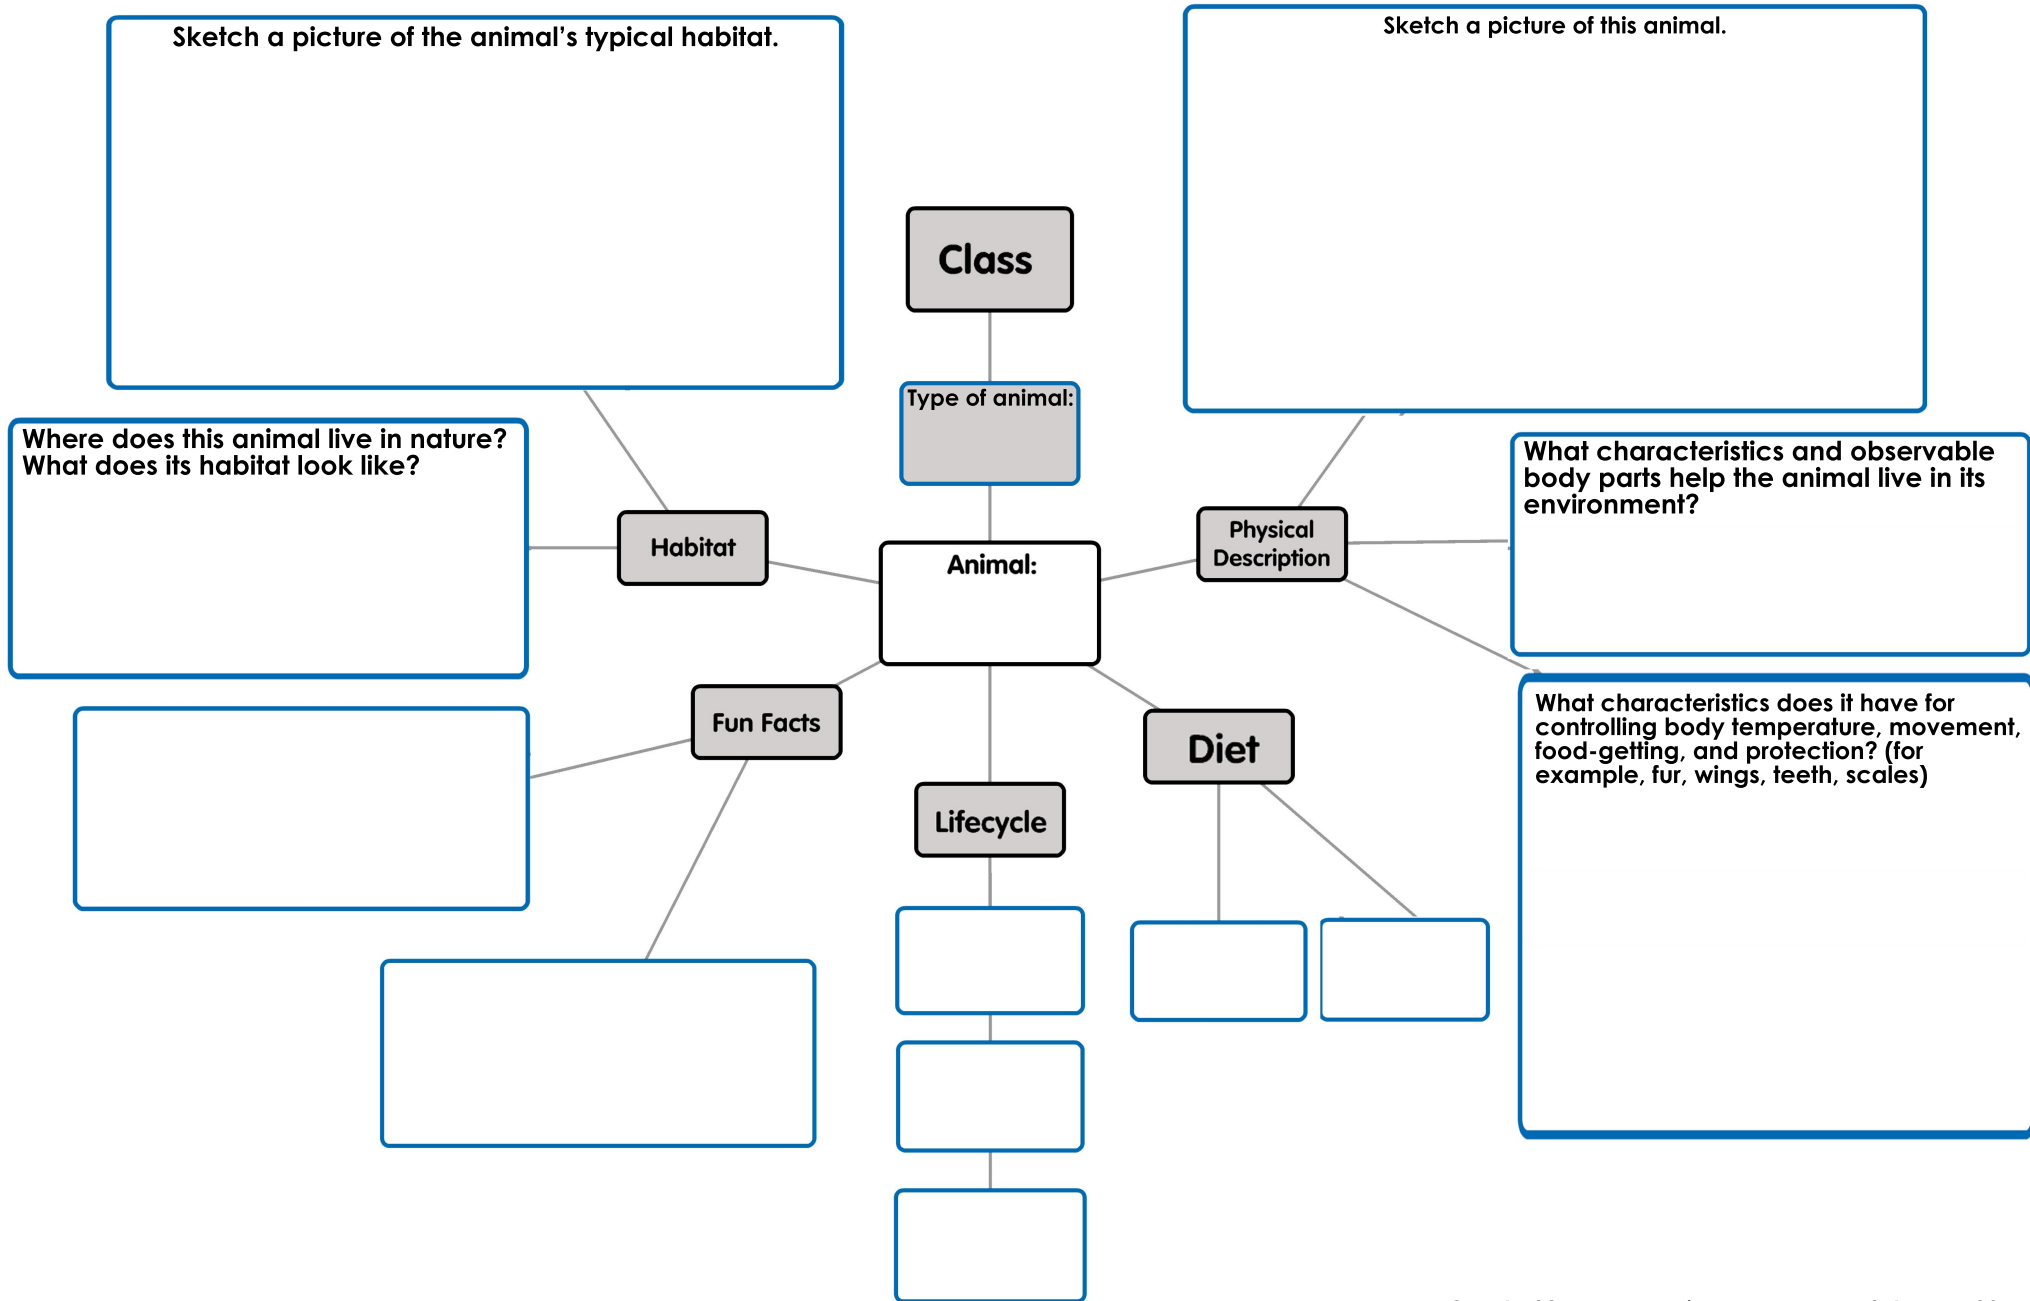 Sketch a picture of the animal’s typical habitat.
Sketch a picture of this animal.
Class
Type of animal:
Where does this animal live in nature?
What does its habitat look like?
What characteristics and observable
body parts help the animal live in its
environment?
Habitat
Physical
Description
Animal:
Fun Facts
Diet
Lifecycle
What characteristics does it have for
controlling body temperature, movement,
food-getting, and protection? (for
example, fur, wings, teeth, scales)